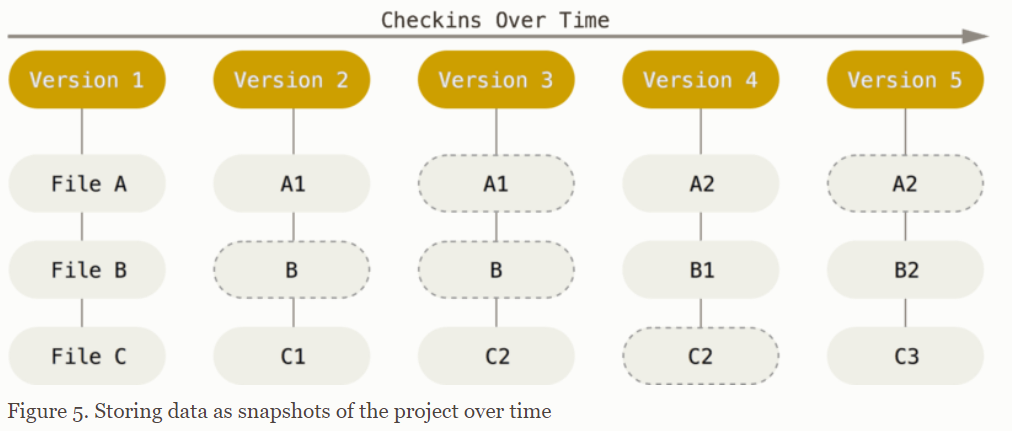 Checkins Over Time
Version 1 Version 2 Version 3 Version 4 Version 5
File A A1 A1 A2 A2
File B B B B1 B2
File C C1 C2 C2 C3
Figure 5. Storing data as snapshots of the project over time